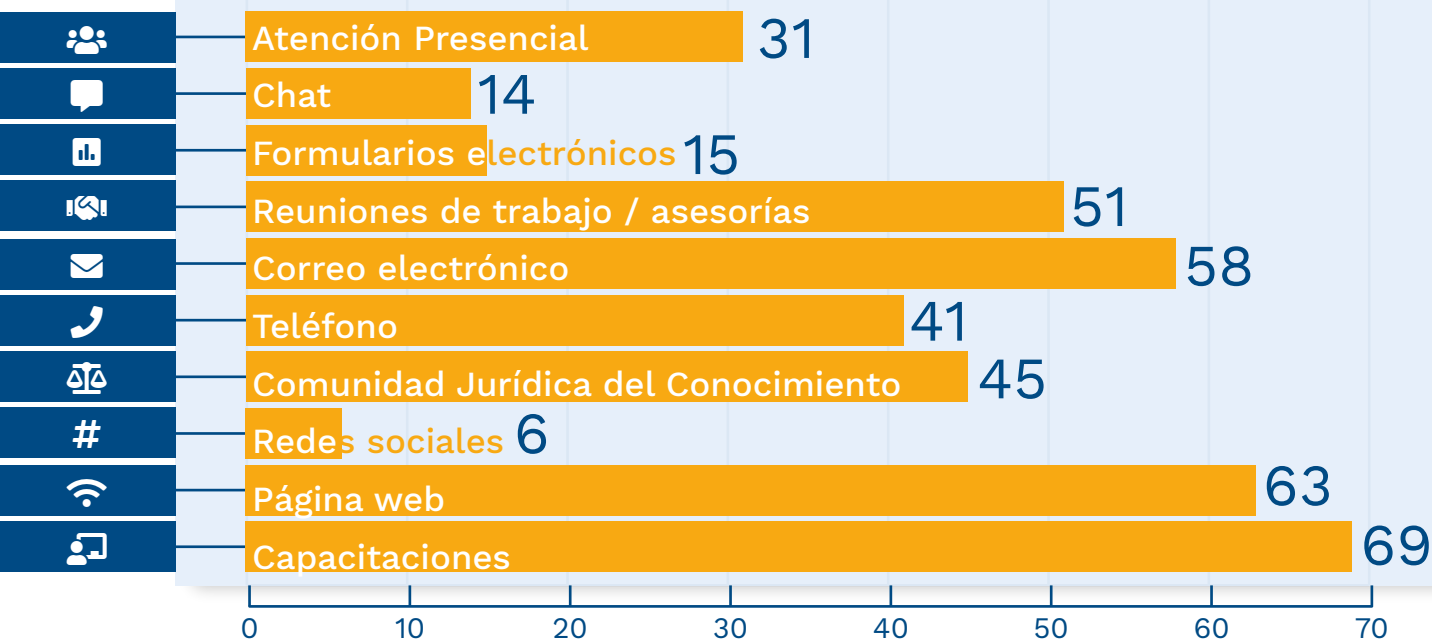 Atención Presencial 31
Chat 14
Formularios electrónicos 15
Reuniones de trabajo / asesorías 51
Correo electrónico 58
Teléfono 41
Comunidad Jurídica del Conocimiento 45
# Redes sociales 6
Página web 63
Capacitaciones 69
0 10 20 30 40 50 60 70